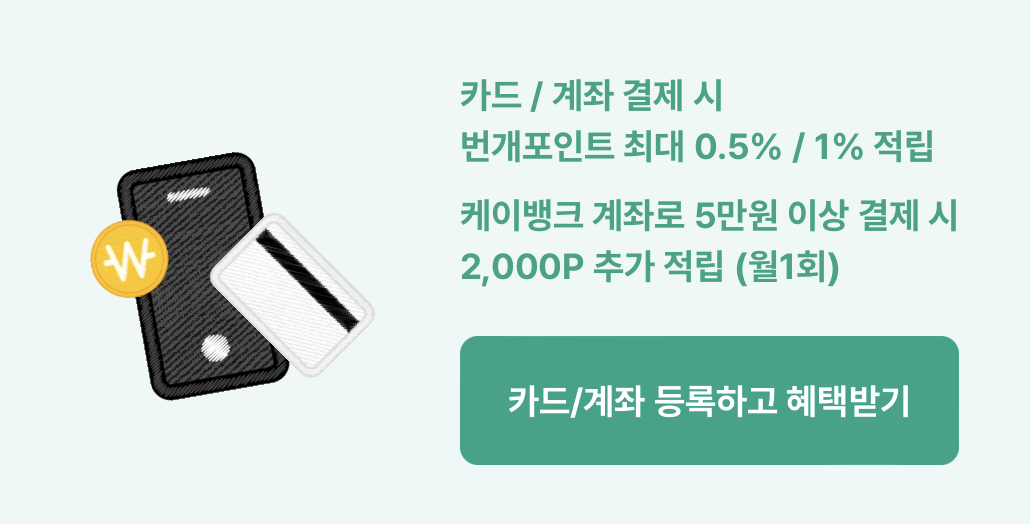 카드 / 계좌 결제 시
번개포인트 최대 0.5% / 1% 적립
케이뱅크 계좌로 5만원 이상 결제 시
2,000P 추가 적립 (월1회)
카드/계좌 등록하고 혜택받기